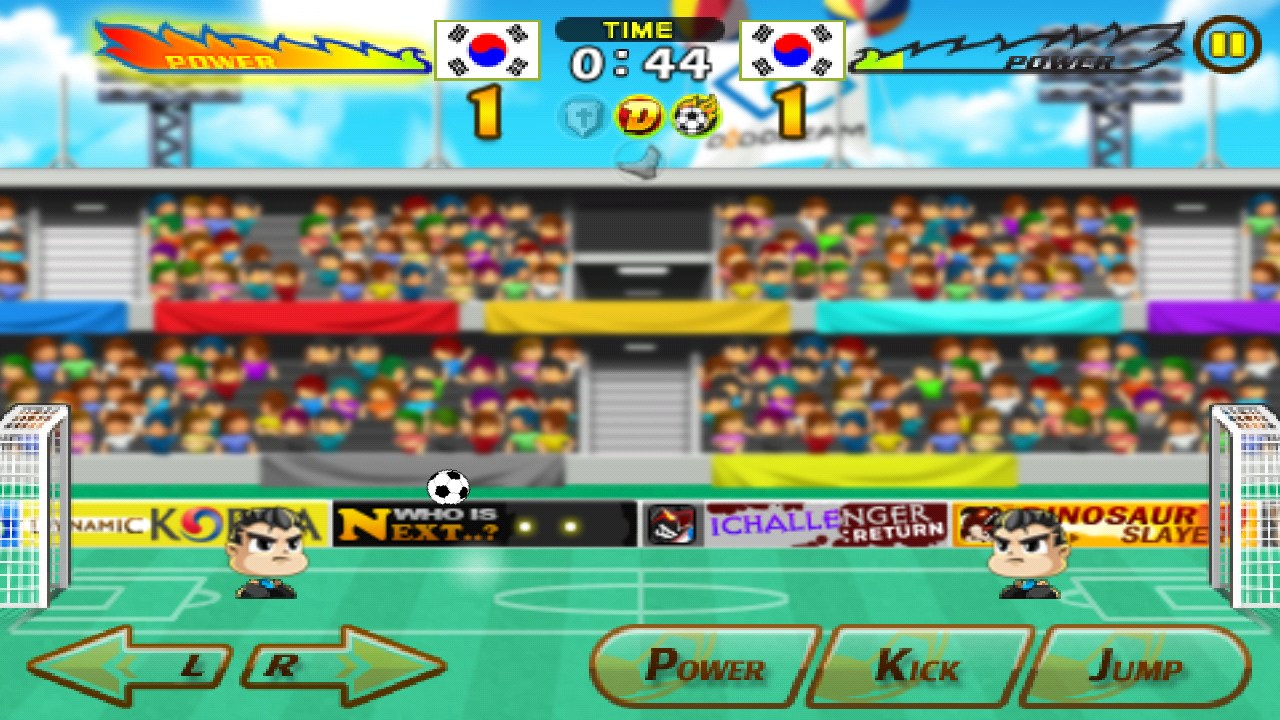 TIME
POWER
0:44
POWER
1
1
D
DYNAMIC KOREA
WHO IS
NEXT..?
ICHALLENGER
:RETURN
DINOSAUR
SLAYE
L
R
POWER
KICK
JUMP